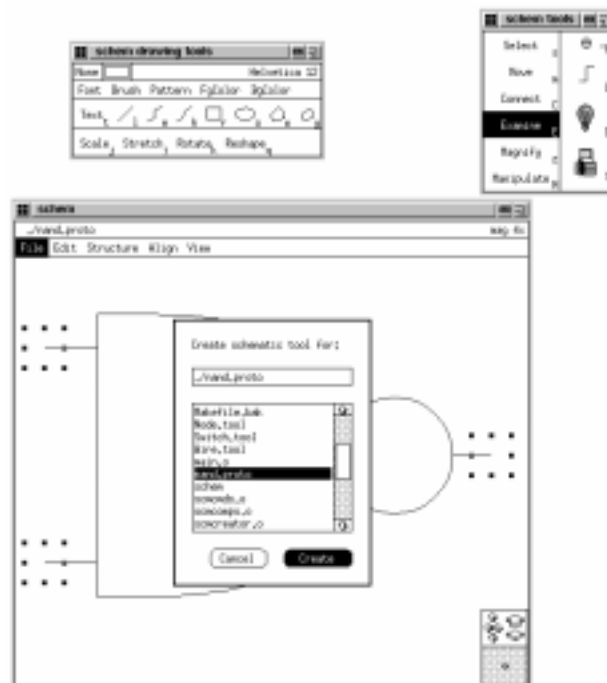 schem drawing tools
None Helvetica 12
Font Brush Pattern FgColor BgColor
Text
Scale Stretch Rotate Reshape
schem tools
Select
Move
Connect
Examine
Magnify
Manipulate
schem
./nand.proto mag 4x
File Edit Structure Align View
Create schematic tool for:
./nand.proto
Makefile.bak
Node.tool
Switch.tool
Wire.tool
main.o
nand.proto
schem
scmcmds.o
scmcomps.o
scmcreator.o
Cancel Create